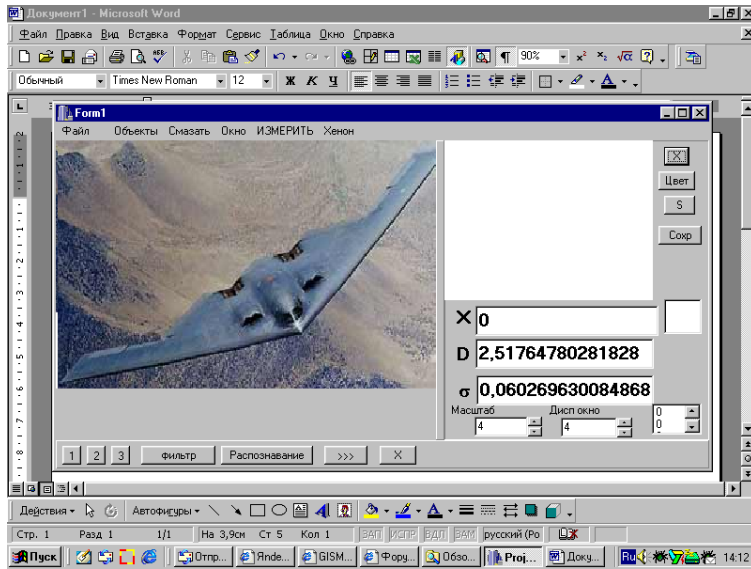 Документ1 - Microsoft Word
Файл Правка Вид Вставка Формат Сервис Таблица Окно Справка
90%
Обычный Times New Roman 12 Ж К Ч
Form1
Файл Объекты Смазать Окно ИЗМЕРИТЬ Хенон
X
Цвет
S
Сохр
X 0
D 2,51764780281828
σ 0,060269630084868
Масштаб Дисп окно
4 4 0
0
1 2 3 Фильтр Распознавание >>> X
Действия Автофигуры
Стр. 1 Разд 1 1/1 На 3,9см Ст 5 Кол 1 ЗАП ИСПР ВДЛ ЗАМ русский (Ро
Пуск Отпр... Яnde... GISM... Фору... Обзо... Proj... Доку... Ru 14:12